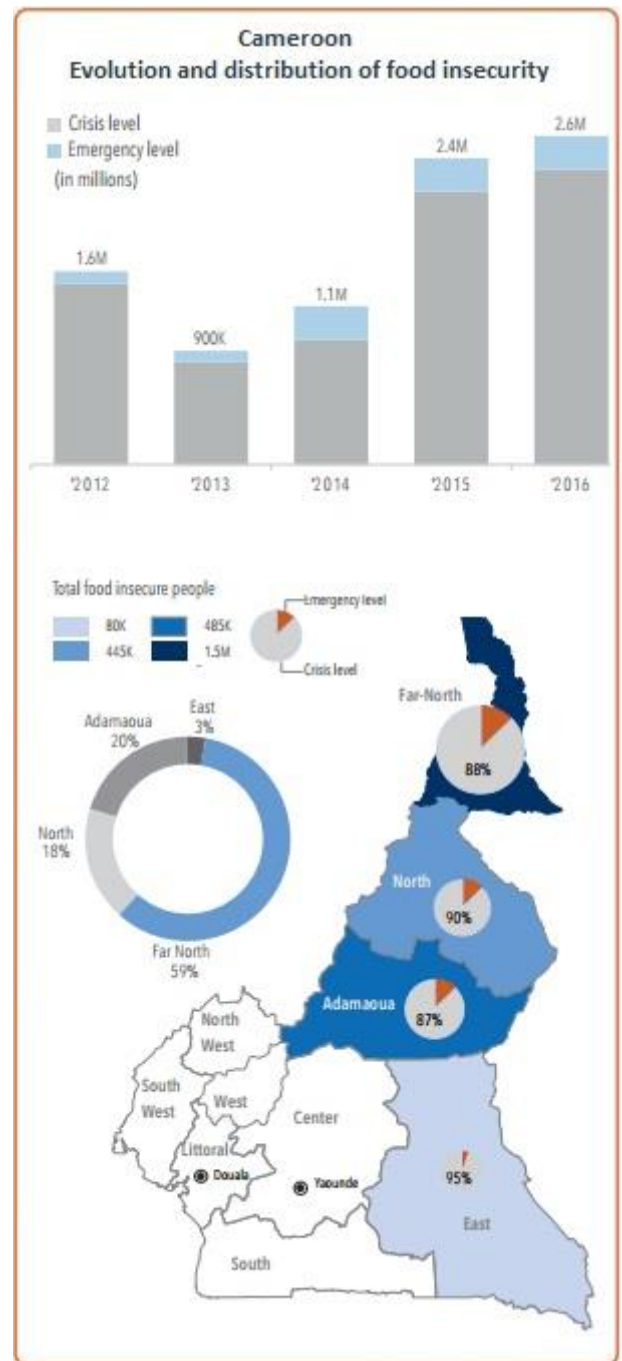 Cameroon
Evolution and distribution of food insecurity
Crisis level
Emergency level
(in millions)
1.6M
900K
1.1M
2.4M
2.6M
'2012
'2013
'2014
'2015
'2016
Total food insecure people
80K
485K
445K
1.5M
Emergency level
Crisis level
Adamaoua
20%
East
3%
North
18%
Far North
59%
Far-North
88%
North
90%
Adamaoua
87%
North
West
South
West
West
Center
Littoral
Douala
Yaounde
95%
East
South